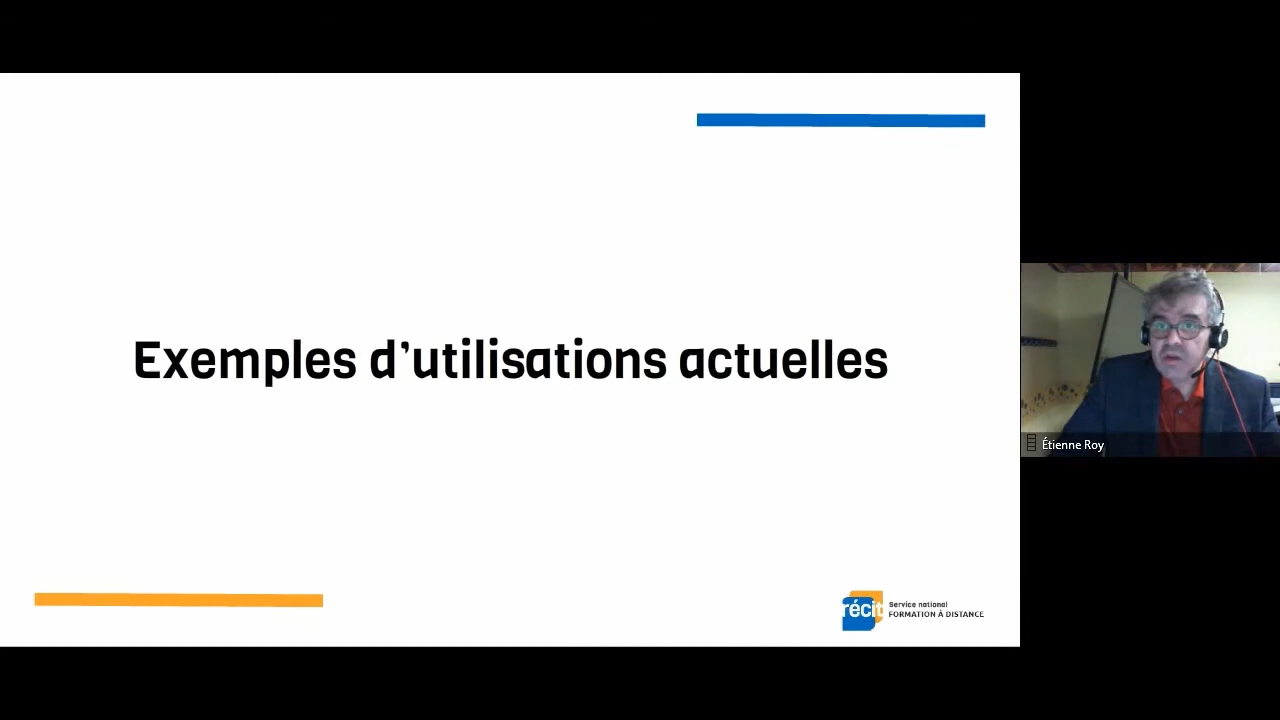 Exemples d’utilisations actuelles
récit
Service national
FORMATION À DISTANCE
Étienne Roy